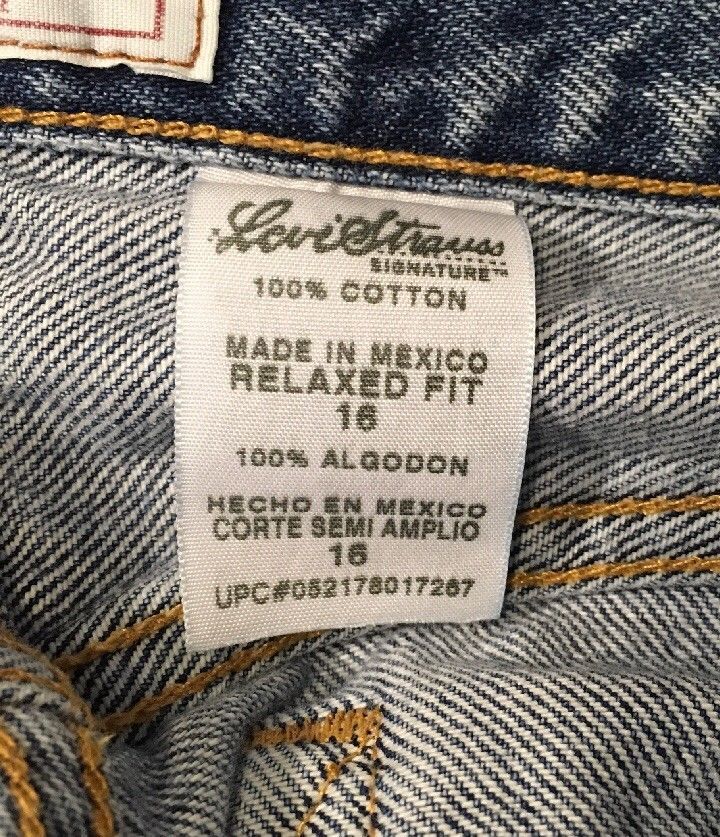 Levi Strauss
SIGNATURE™
100% COTTON
MADE IN MEXICO
RELAXED FIT
16
100% ALGODON
HECHO EN MEXICO
CORTE SEMI AMPLIO
16
UPC#052178017267